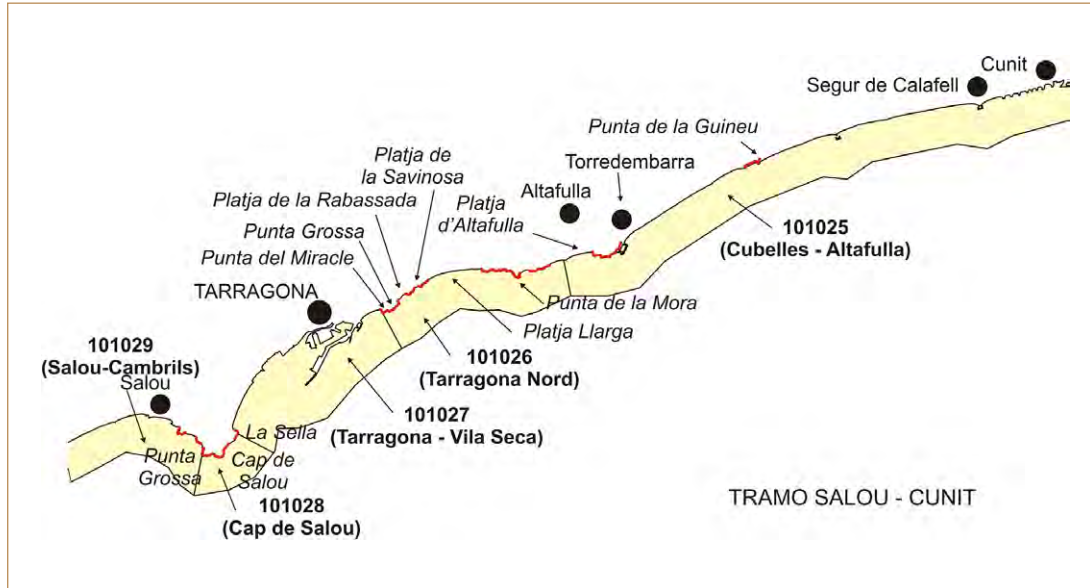 Cunit
Segur de Calafell
Punta de la Guineu
Torredembarra
Altafulla
Platja de
la Savinosa
Platja
d'Altafulla
Platja de la Rabassada
Punta Grossa
Punta del Miracle
TARRAGONA
101025
(Cubelles - Altafulla)
Punta de la Mora
Platja Llarga
101026
(Tarragona Nord)
101029
(Salou-Cambrils)
Salou
101027
(Tarragona - Vila Seca)
La Sella
Punta
Grossa
Cap de
Salou
101028
(Cap de Salou)
TRAMO SALOU - CUNIT